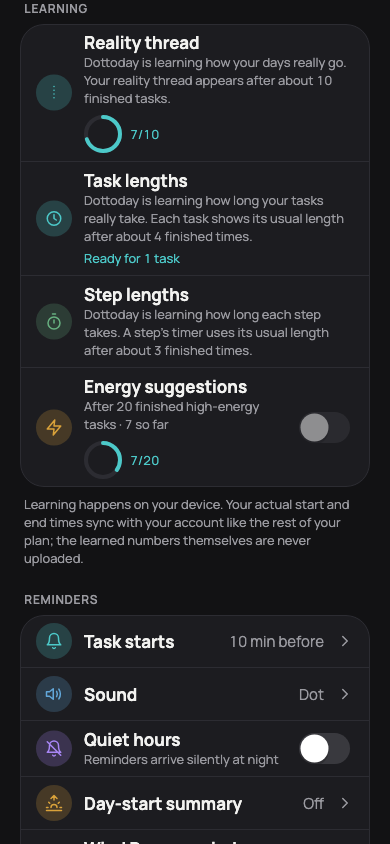 LEARNING
Reality thread
Dottoday is learning how your days really go.
Your reality thread appears after about 10
finished tasks.
7/10
Task lengths
Dottoday is learning how long your tasks
really take. Each task shows its usual length
after about 4 finished times.
Ready for 1 task
Step lengths
Dottoday is learning how long each step
takes. A step's timer uses its usual length
after about 3 finished times.
Energy suggestions
After 20 finished high-energy
tasks · 7 so far
7/20
Learning happens on your device. Your actual start and
end times sync with your account like the rest of your
plan; the learned numbers themselves are never
uploaded.
REMINDERS
Task starts
10 min before
Sound
Dot
Quiet hours
Reminders arrive silently at night
Day-start summary
Off